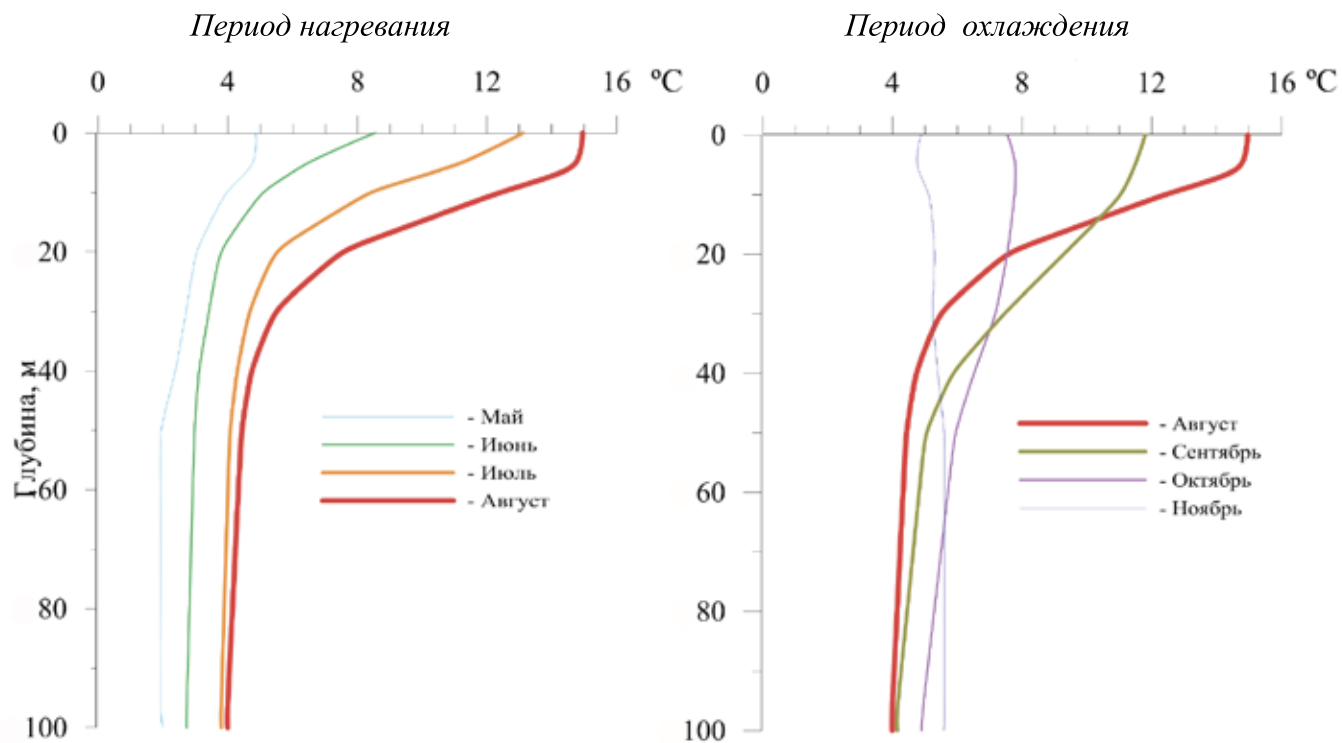 Период нагревания
Период охлаждения
0 4 8 12 16 ºC
0 4 8 12 16 ºC
0
20
40
60
80
100
Глубина, м
- Май
- Июнь
- Июль
- Август
0
20
40
60
80
100
- Август
- Сентябрь
- Октябрь
- Ноябрь